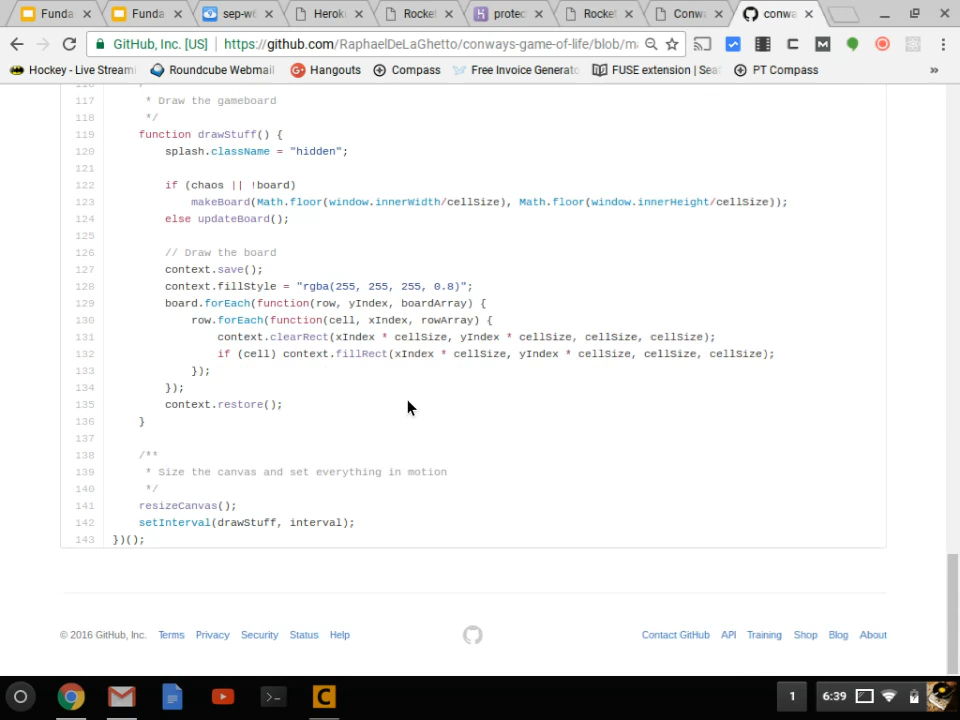 Funda
Funda
sep-w
Herok
Rocke
protec
Rocke
Conw
conwa
GitHub, Inc. [US]
https://github.com/RaphaelDeLaGhetto/conways-game-of-life/blob/ma
Hockey - Live Stream
Roundcube Webmail
Hangouts
Compass
Free Invoice Generato
FUSE extension | Sea
PT Compass
»
117 * Draw the gameboard
118 */
119 function drawStuff() {
120 splash.className = "hidden";
121
122 if (chaos || !board)
123 makeBoard(Math.floor(window.innerWidth/cellSize), Math.floor(window.innerHeight/cellSize));
124 else updateBoard();
125
126 // Draw the board
127 context.save();
128 context.fillStyle = "rgba(255, 255, 255, 0.8)";
129 board.forEach(function(row, yIndex, boardArray) {
130 row.forEach(function(cell, xIndex, rowArray) {
131 context.clearRect(xIndex * cellSize, yIndex * cellSize, cellSize, cellSize);
132 if (cell) context.fillRect(xIndex * cellSize, yIndex * cellSize, cellSize, cellSize);
133 });
134 });
135 context.restore();
136 }
137
138 /**
139 * Size the canvas and set everything in motion
140 */
141 resizeCanvas();
142 setInterval(drawStuff, interval);
143 })();
© 2016 GitHub, Inc. Terms Privacy Security Status Help
Contact GitHub API Training Shop Blog About
1
6:39